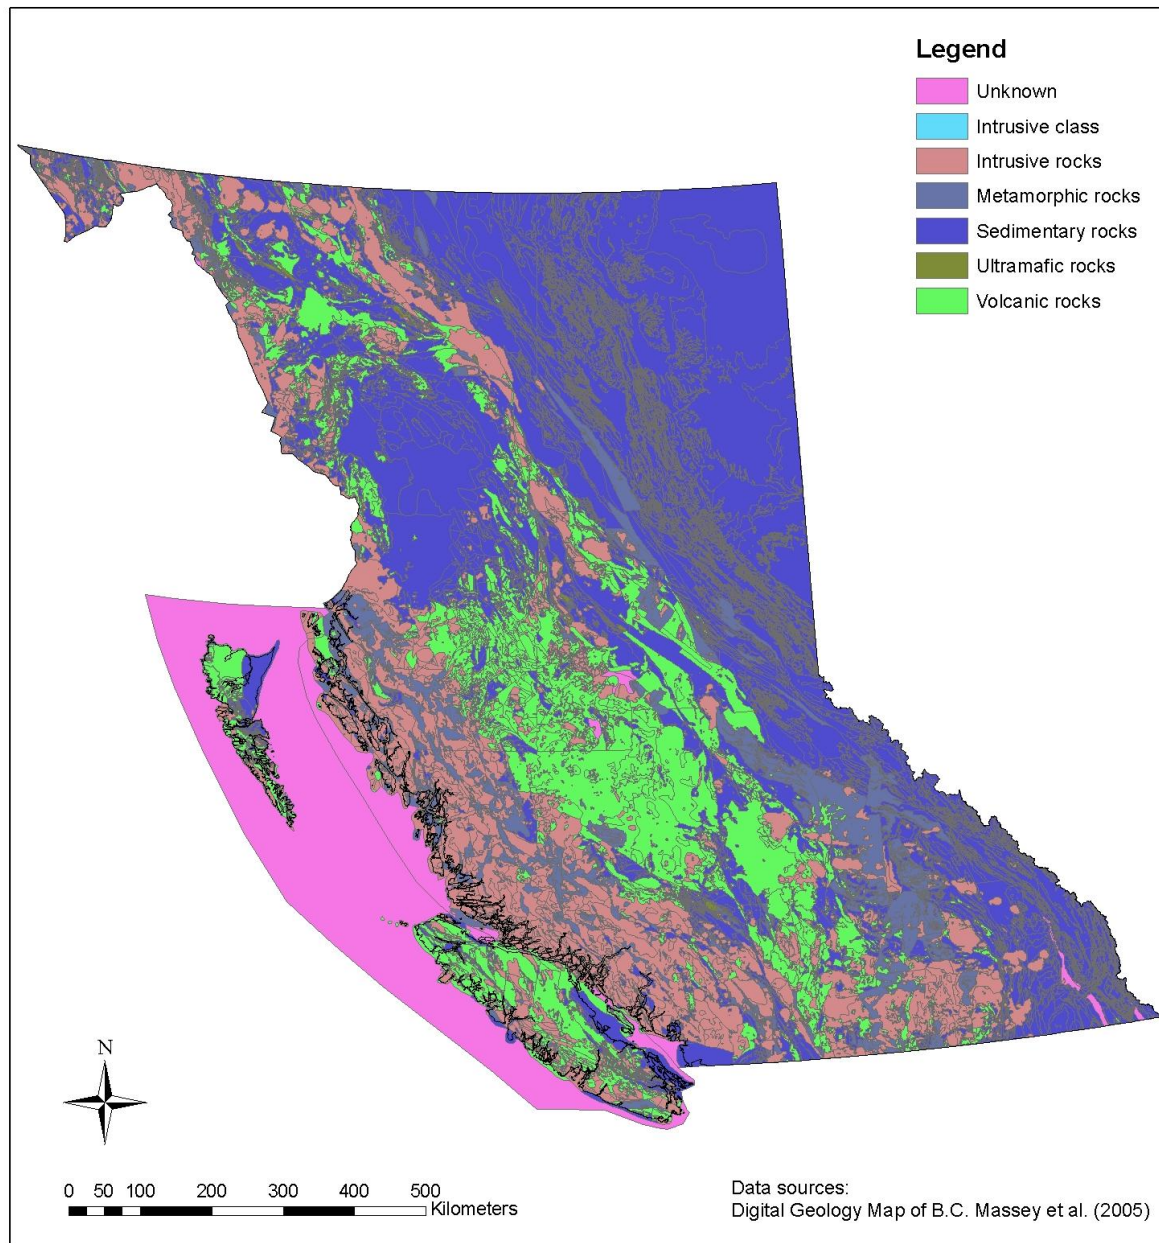 Legend
Unknown
Intrusive class
Intrusive rocks
Metamorphic rocks
Sedimentary rocks
Ultramafic rocks
Volcanic rocks
N
0 50 100 200 300 400 500
Kilometers
Data sources:
Digital Geology Map of B.C. Massey et al. (2005)